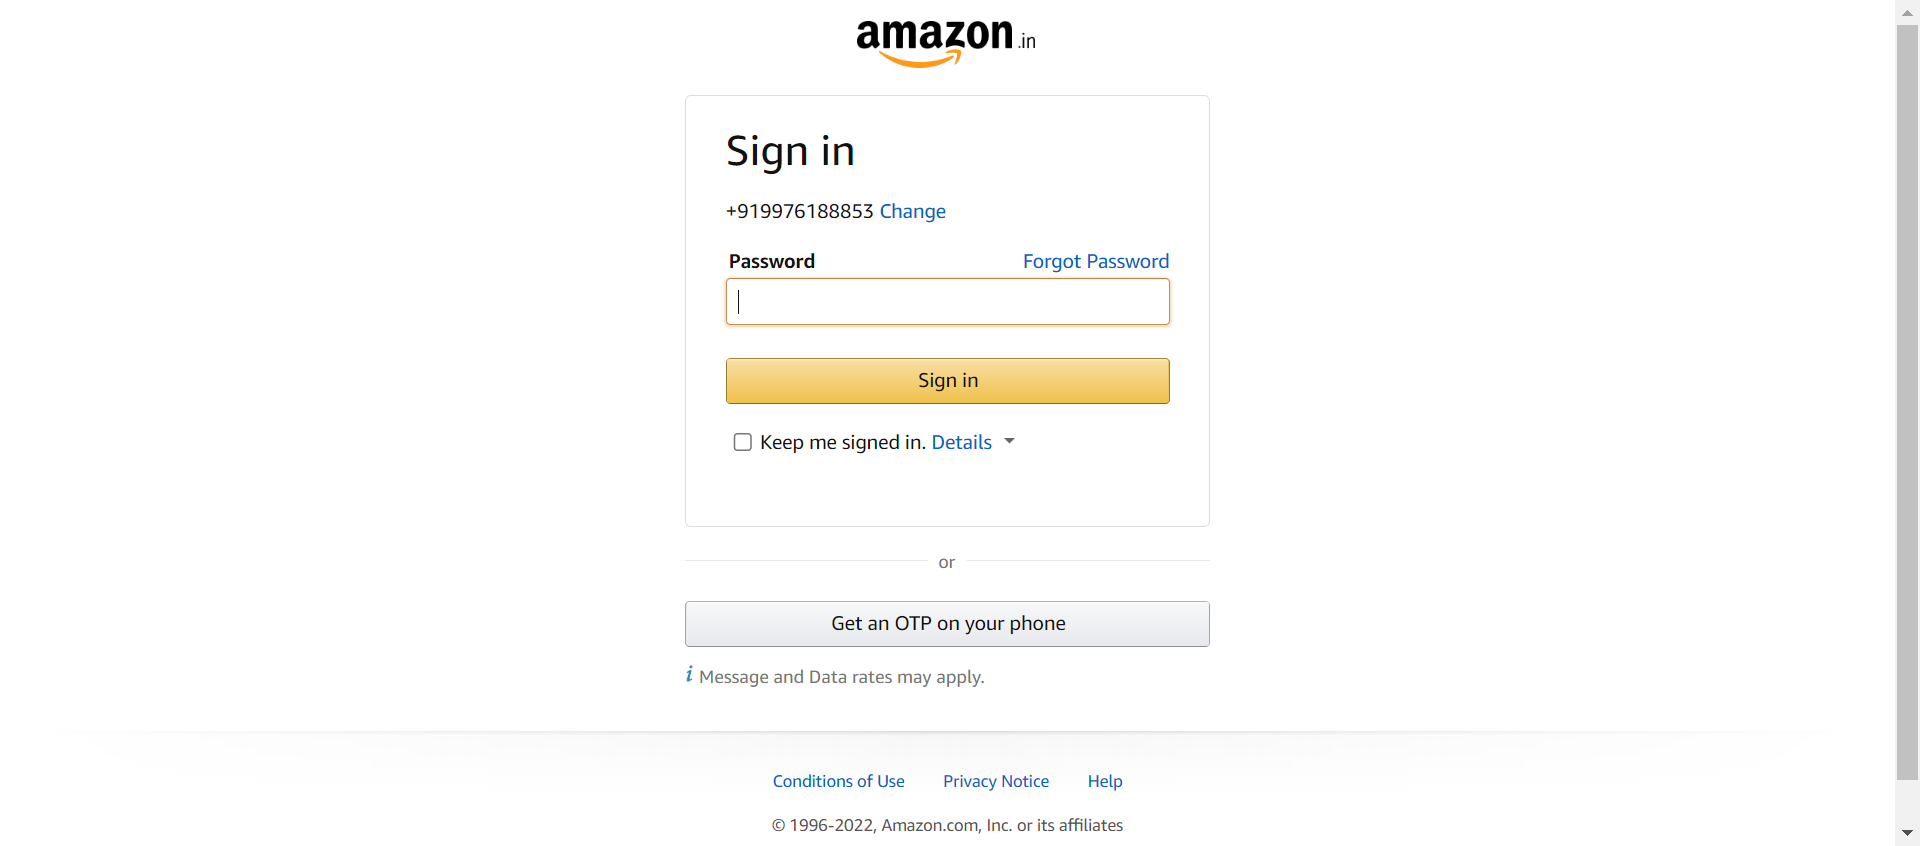 amazon.in
Sign in
+919976188853 Change
Password Forgot Password
Sign in
Keep me signed in. Details
or
Get an OTP on your phone
i Message and Data rates may apply.
Conditions of Use Privacy Notice Help
© 1996-2022, Amazon.com, Inc. or its affiliates